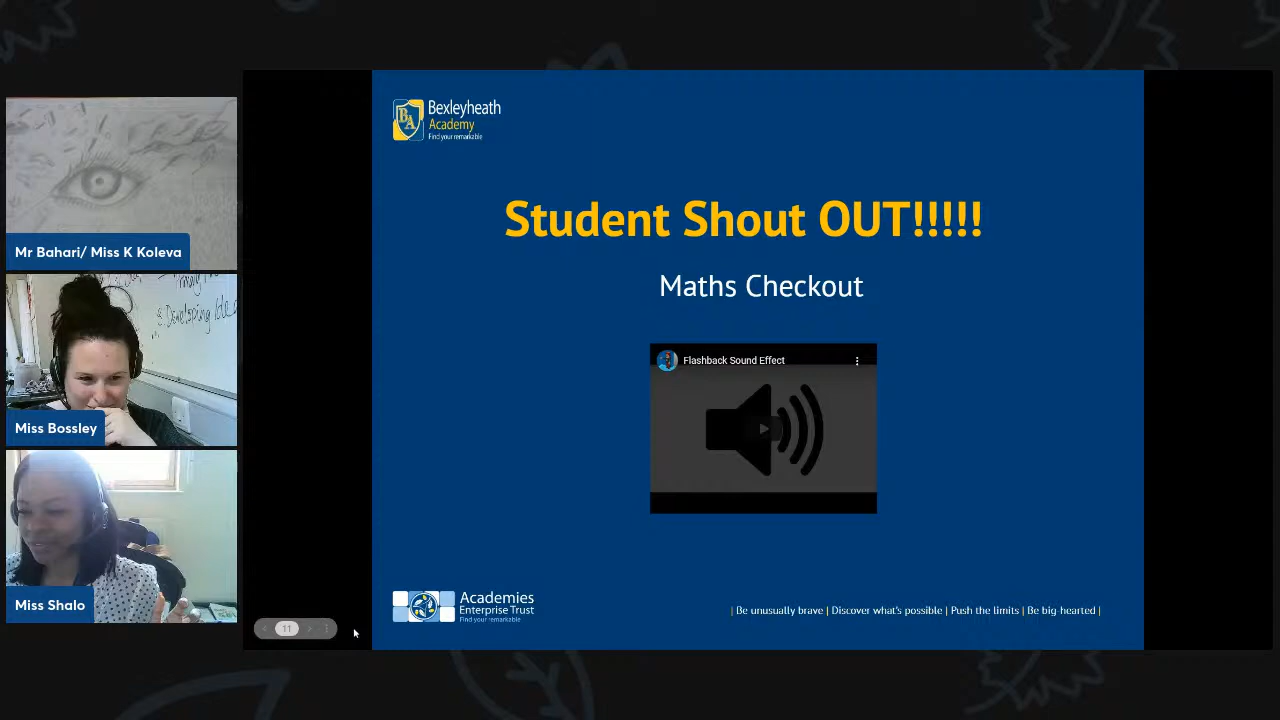 Bexleyheath
Academy
Find your remarkable
BA
Student Shout OUT!!!!!
Maths Checkout
Flashback Sound Effect
Mr Bahari/ Miss K Koleva
Miss Bossley
Miss Shalo
11
Academies
Enterprise Trust
Find your remarkable
| Be unusually brave | Discover what's possible | Push the limits | Be big-hearted |